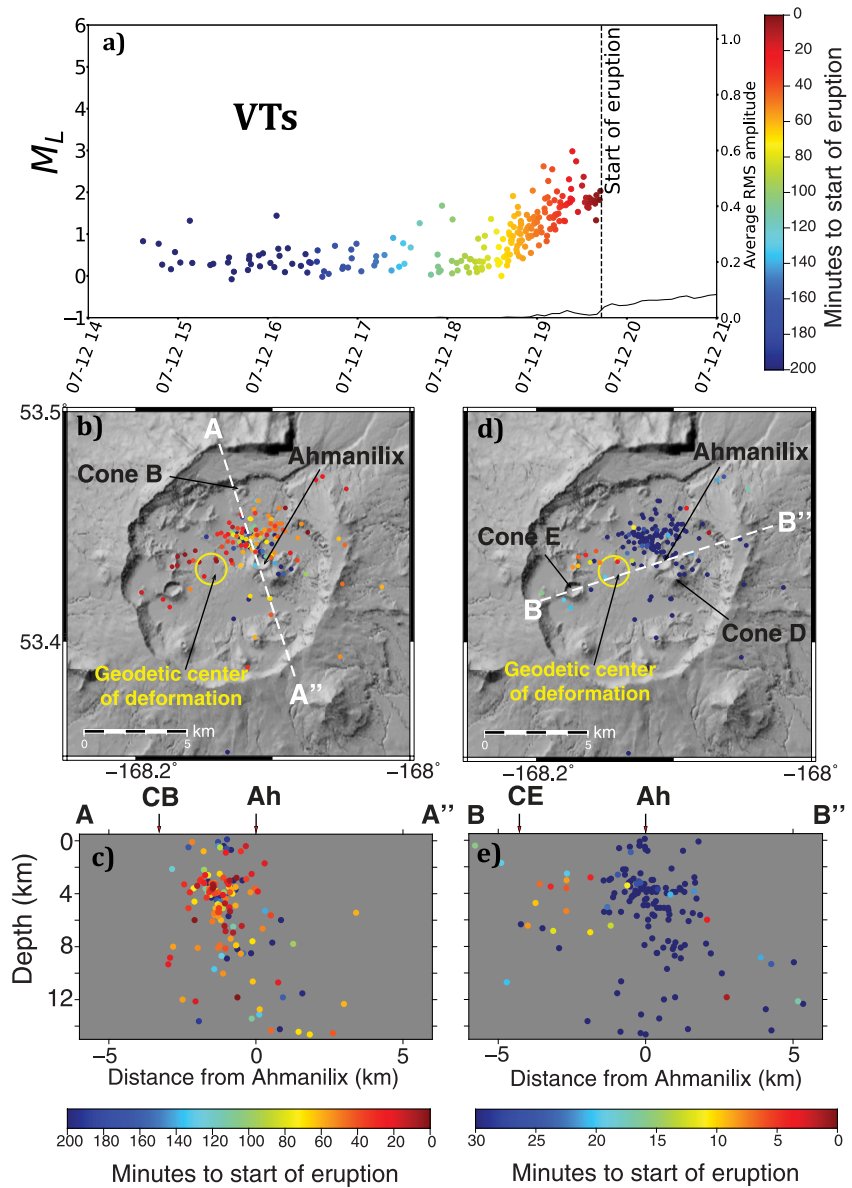 a)
VTs
M_L
6
5
4
3
2
1
0
−1
1.0
0.8
0.6
0.4
0.2
0.0
Average RMS amplitude
Start of eruption
07-12 14
07-12 15
07-12 16
07-12 17
07-12 18
07-12 19
07-12 20
07-12 21
0
20
40
60
80
100
120
140
160
180
200
Minutes to start of eruption
53.5°
53.4
b)
A
Ahmanilix
Cone B
Geodetic center
of deformation
A''
km
0 5
−168.2° −168°
d)
Ahmanilix
B''
Cone E
B
Cone D
Geodetic center
of deformation
km
0 5
−168.2° −168°
A CB Ah A''
c)
0
4
8
12
Depth (km)
−5 0 5
Distance from Ahmanilix (km)
B CE Ah B''
e)
−5 0 5
Distance from Ahmanilix (km)
200 180 160 140 120 100 80 60 40 20 0
Minutes to start of eruption
30 25 20 15 10 5 0
Minutes to start of eruption